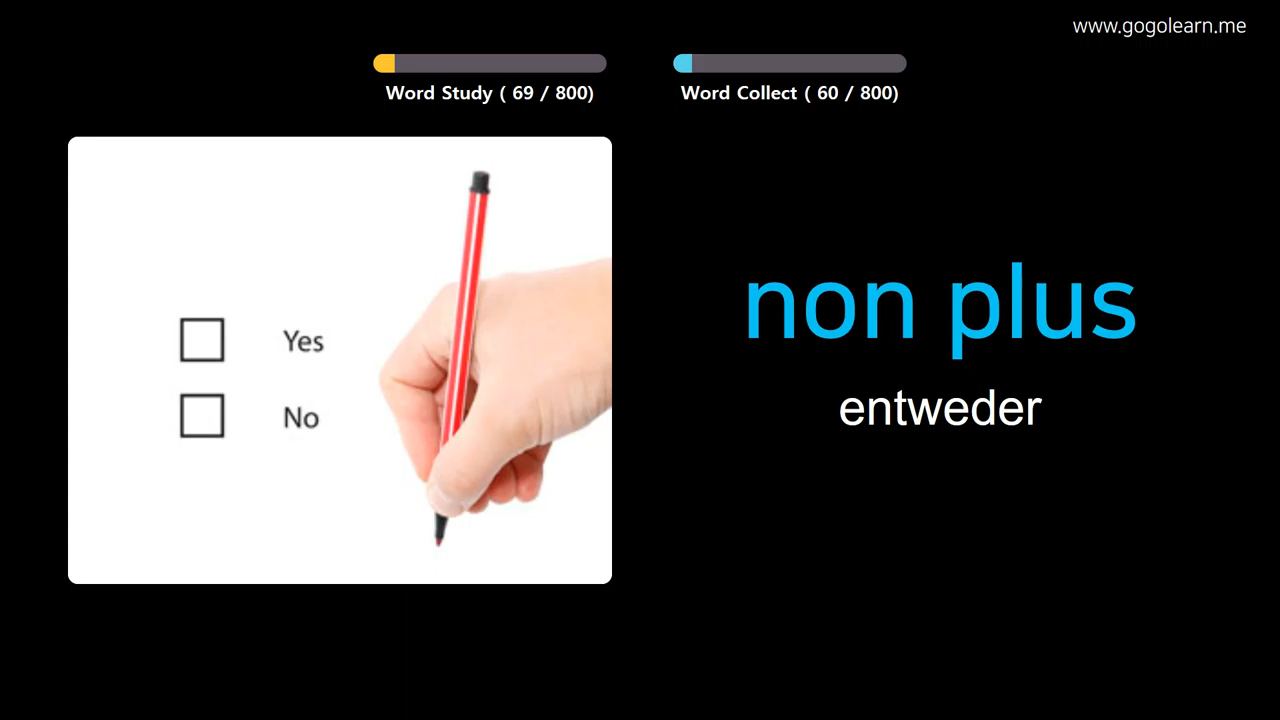 www.gogolearn.me
Word Study ( 69 / 800)
Word Collect ( 60 / 800)
Yes
No
non plus
entweder